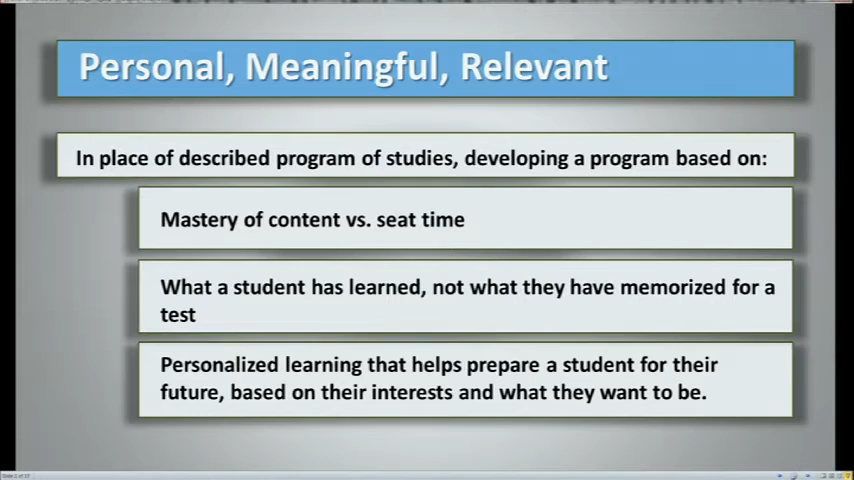 Personal, Meaningful, Relevant
In place of described program of studies, developing a program based on:
Mastery of content vs. seat time
What a student has learned, not what they have memorized for a
test
Personalized learning that helps prepare a student for their
future, based on their interests and what they want to be.